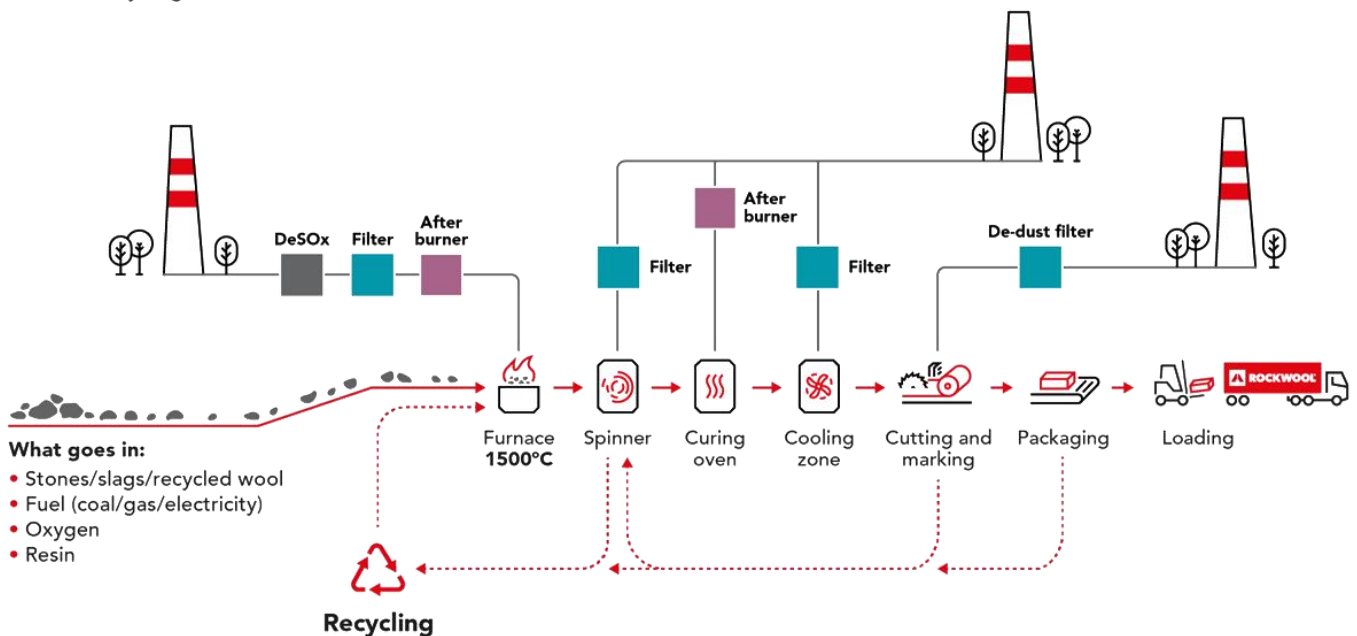 DeSOx
Filter
After
burner
Filter
After
burner
Filter
De-dust filter
ROCKWOOL
What goes in:
• Stones/slags/recycled wool
• Fuel (coal/gas/electricity)
• Oxygen
• Resin
Furnace
1500°C
Spinner
Curing
oven
Cooling
zone
Cutting and
marking
Packaging
Loading
Recycling